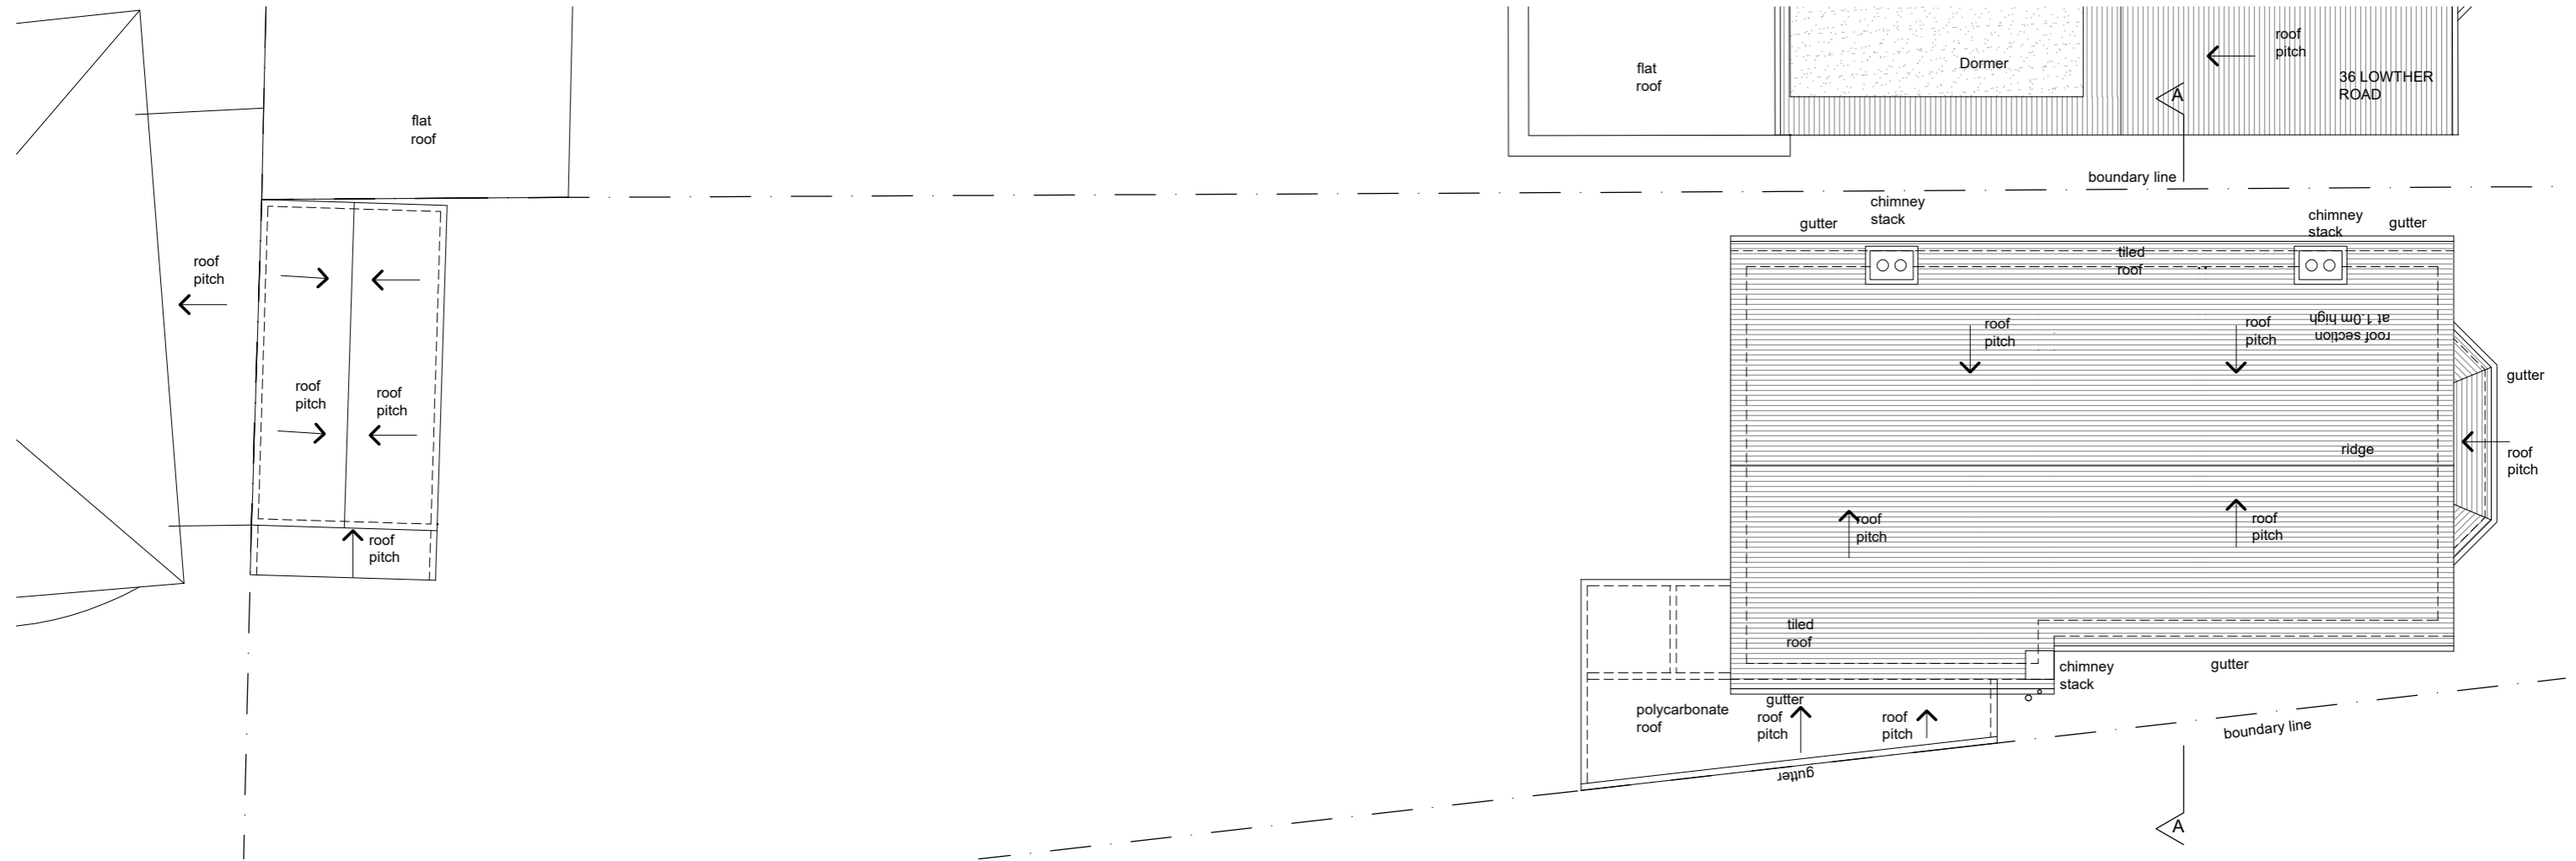 flat
roof
flat
roof
Dormer
roof
pitch
36 LOWTHER
ROAD
A
boundary line
chimney
stack
gutter
chimney
stack
gutter
tiled
roof
roof
pitch
roof
pitch
roof
pitch
roof
pitch
roof section
at 1.0m high
gutter
roof
pitch
roof
pitch
ridge
roof
pitch
roof
pitch
roof
pitch
roof
pitch
tiled
roof
chimney
stack
gutter
gutter
polycarbonate
roof
roof
pitch
roof
pitch
boundary line
gutter
A